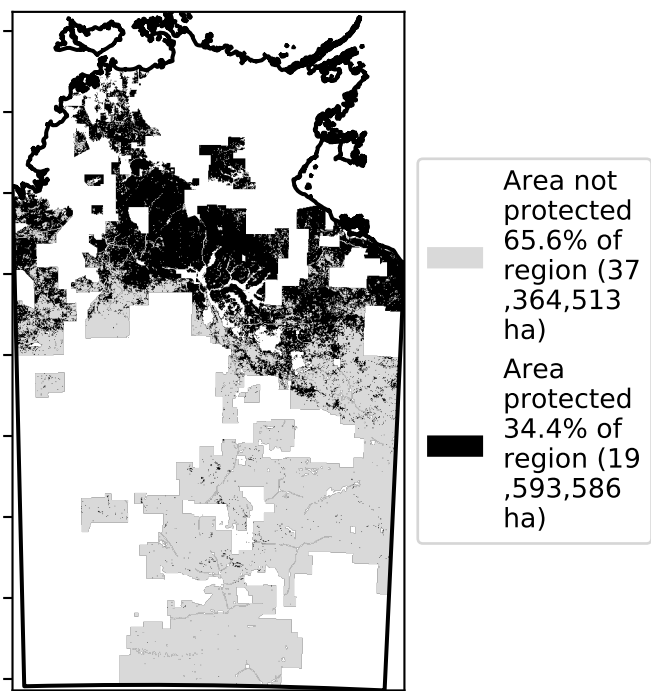 Area not
protected
65.6% of
region (37
,364,513
ha)
Area
protected
34.4% of
region (19
,593,586
ha)